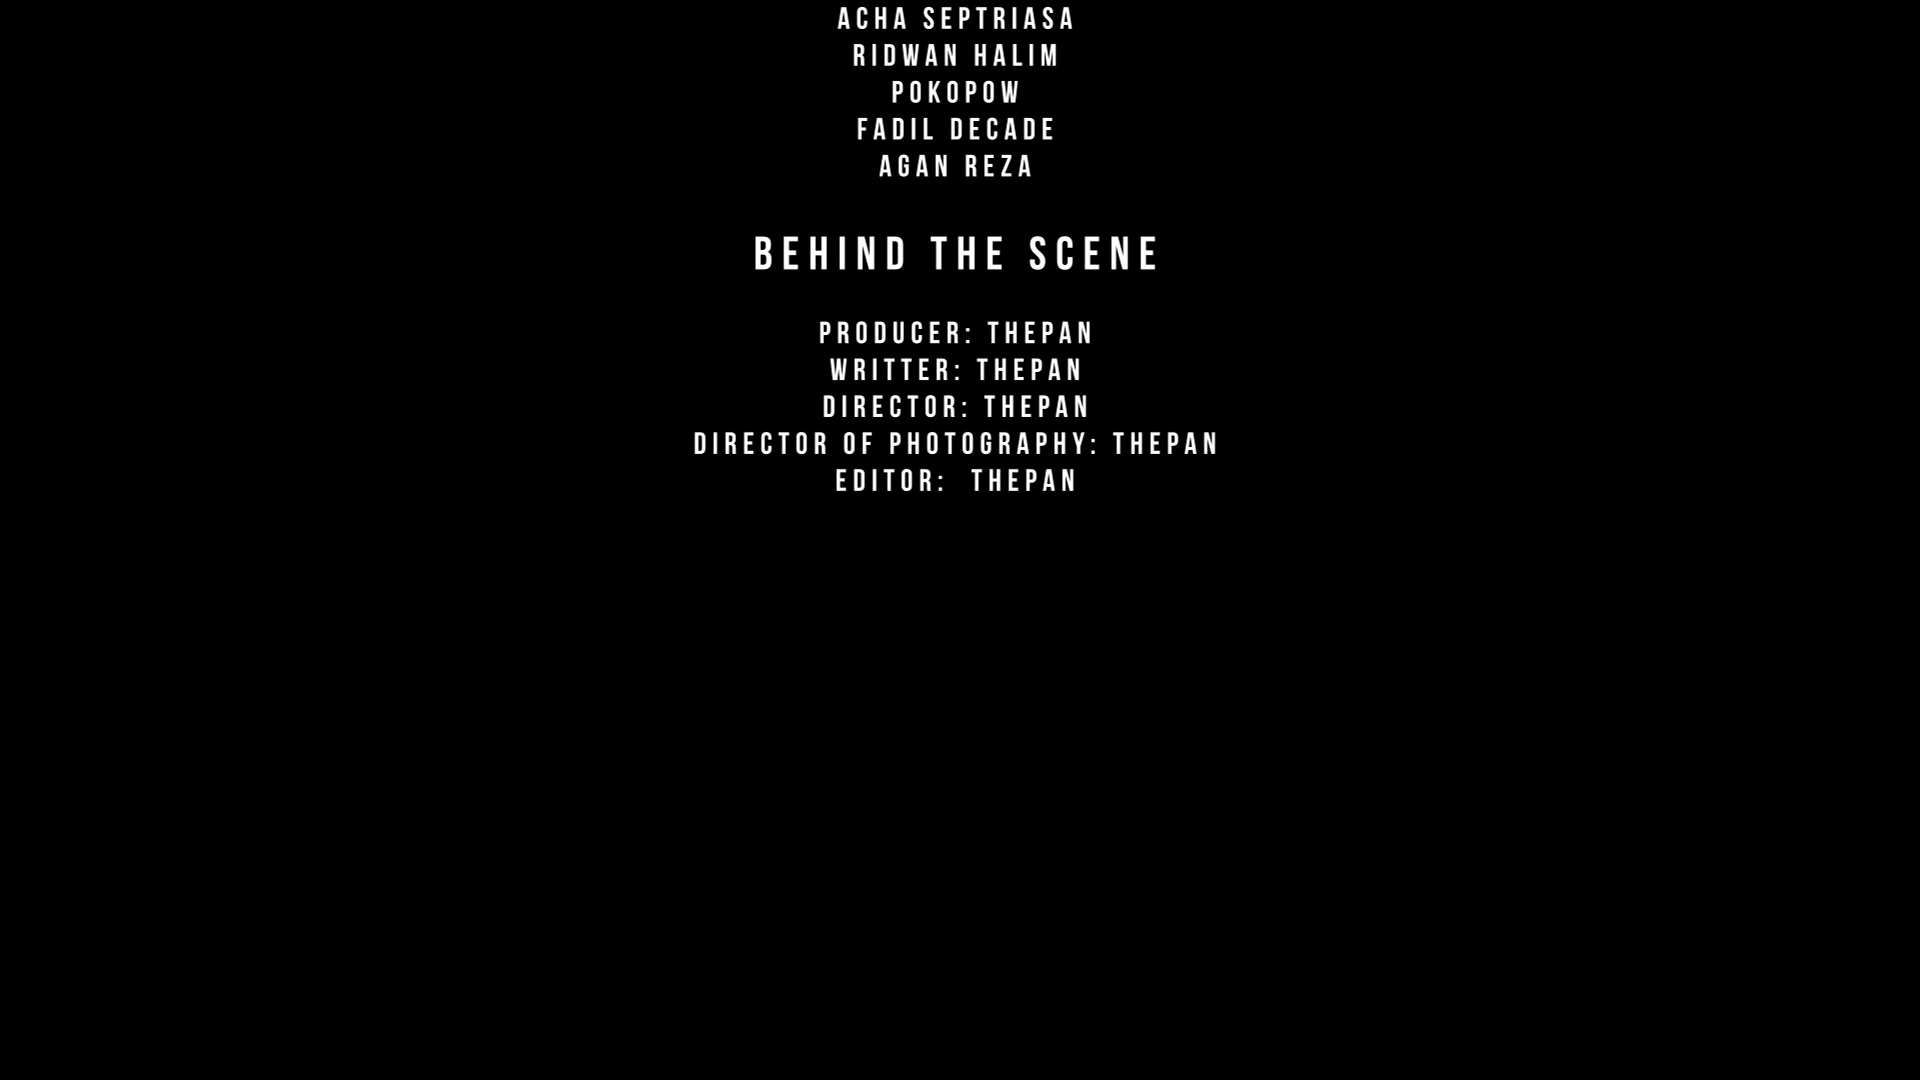 ACHA SEPTRIASA
RIDWAN HALIM
POKOPOW
FADIL DECADE
AGAN REZA
BEHIND THE SCENE
PRODUCER: THEPAN
WRITTER: THEPAN
DIRECTOR: THEPAN
DIRECTOR OF PHOTOGRAPHY: THEPAN
EDITOR:  THEPAN